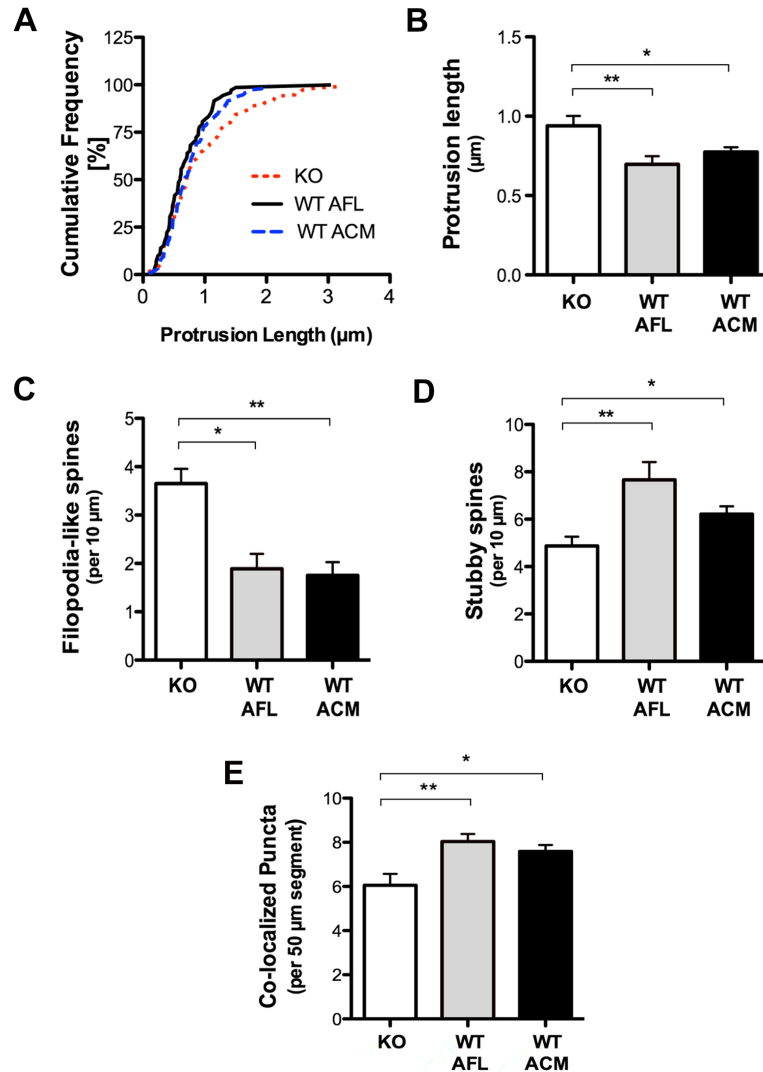 A
Cumulative Frequency
[%]
125
100
75
50
25
0
0
1
2
3
4
KO
WT AFL
WT ACM
Protrusion Length (µm)
B
Protrusion length
(µm)
1.5
1.0
0.5
0.0
*
**
KO
WT
AFL
WT
ACM
C
Filopodia-like spines
(per 10 µm)
5
4
3
2
1
0
**
*
KO
WT
AFL
WT
ACM
D
Stubby spines
(per 10 µm)
10
8
6
4
2
0
*
**
KO
WT
AFL
WT
ACM
E
Co-localized Puncta
(per 50 µm segment)
10
8
6
4
2
0
*
**
KO
WT
AFL
WT
ACM